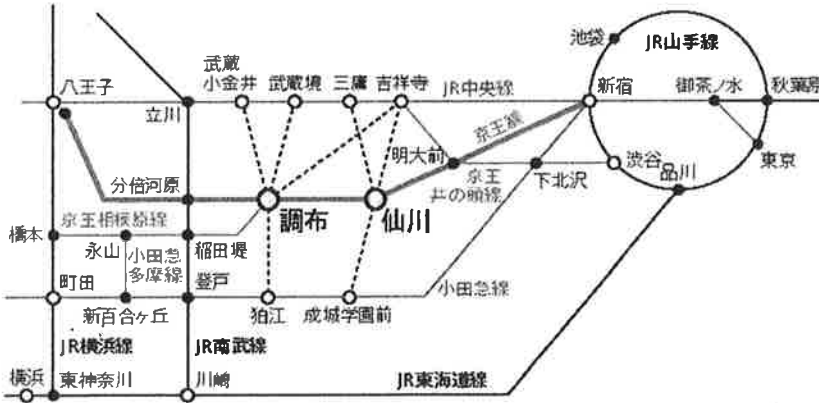 池袋
JR山手線
八王子
武蔵
小金井
武蔵境
三鷹
吉祥寺
JR中央線
新宿
御茶ノ水
秋葉原
立川
京王線
明大前
渋谷
東京
分倍河原
京王
井の頭線
下北沢
品川
調布
仙川
京王相模原線
橋本
永山
小田急
多摩線
稲田堤
町田
登戸
小田急線
新百合ヶ丘
狛江
成城学園前
JR横浜線
JR南武線
横浜
東神奈川
川崎
JR東海道線